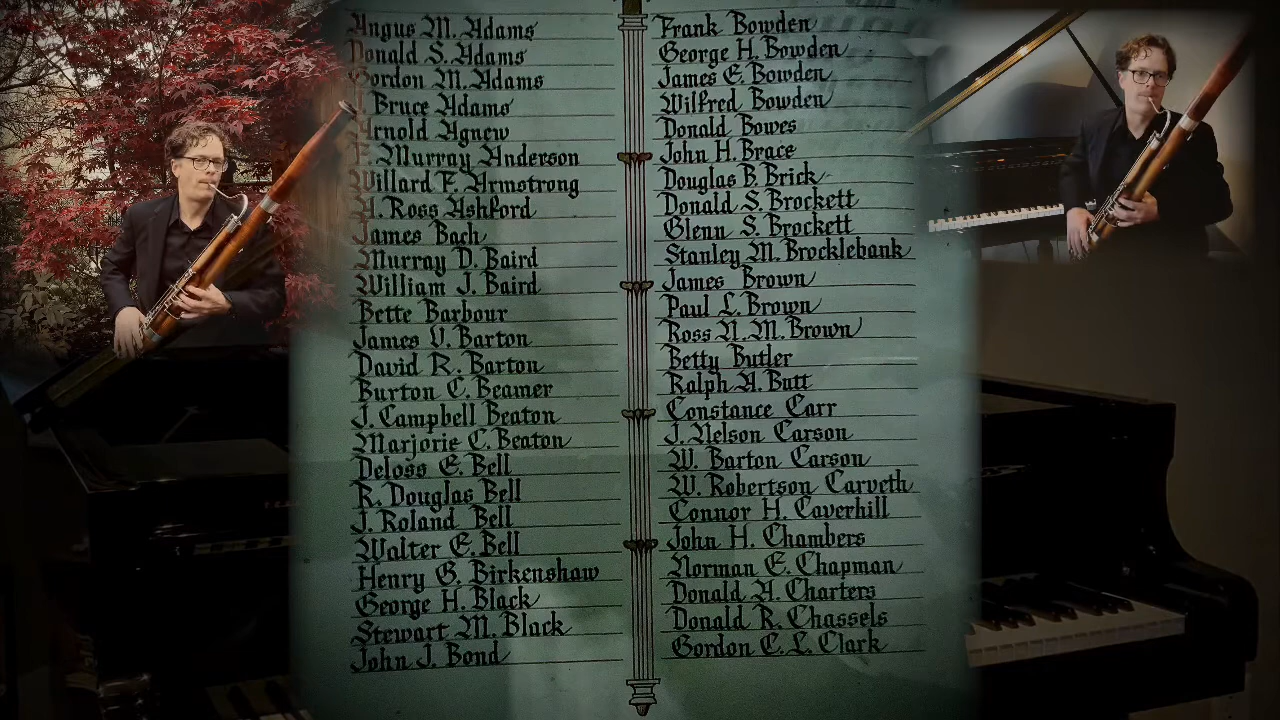 Angus M. Adams
Donald S. Adams
Gordon M. Adams
Bruce Adams
Arnold Agnew
F. Murray Anderson
Willard F. Armstrong
H. Ross Ashford
James Bach
Murray D. Baird
William J. Baird
Bette Barbour
James V. Barton
David R. Barton
Burton C. Beamer
J. Campbell Beaton
Marjorie C. Beaton
Deloss E. Bell
R. Douglas Bell
J. Roland Bell
Walter E. Bell
Henry G. Birkenshaw
George H. Black
Stewart M. Black
John J. Bond
Frank Bowden
George H. Bowden
James E. Bowden
Wilfred Bowden
Donald Bowes
John H. Brace
Douglas B. Brick
Donald S. Brockett
Glenn S. Brockett
Stanley M. Brocklebank
James Brown
Paul L. Brown
Ross N. M. Brown
Betty Butler
Ralph A. Butt
Constance Carr
J. Nelson Carson
W. Barton Carson
W. Robertson Carveth
Connor H. Caverhill
John H. Chambers
Norman E. Chapman
Donald A. Charters
Donald R. Chassels
Gordon C. L. Clark